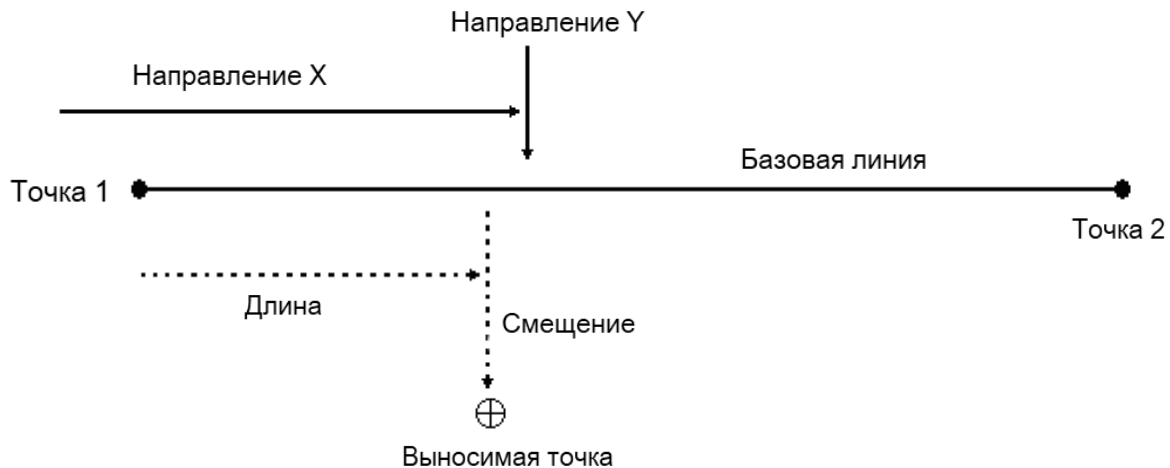 Направление Y
Направление X
Базовая линия
Точка 1
Точка 2
Длина
Смещение
Выносимая точка